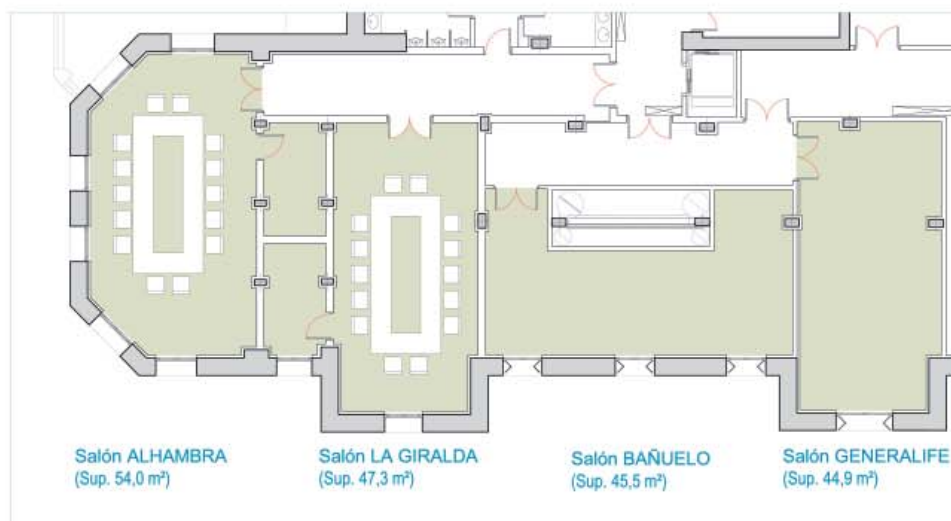 Salón ALHAMBRA
(Sup. 54,0 m²)
Salón LA GIRALDA
(Sup. 47,3 m²)
Salón BAÑUELO
(Sup. 45,5 m²)
Salón GENERALIFE
(Sup. 44,9 m²)